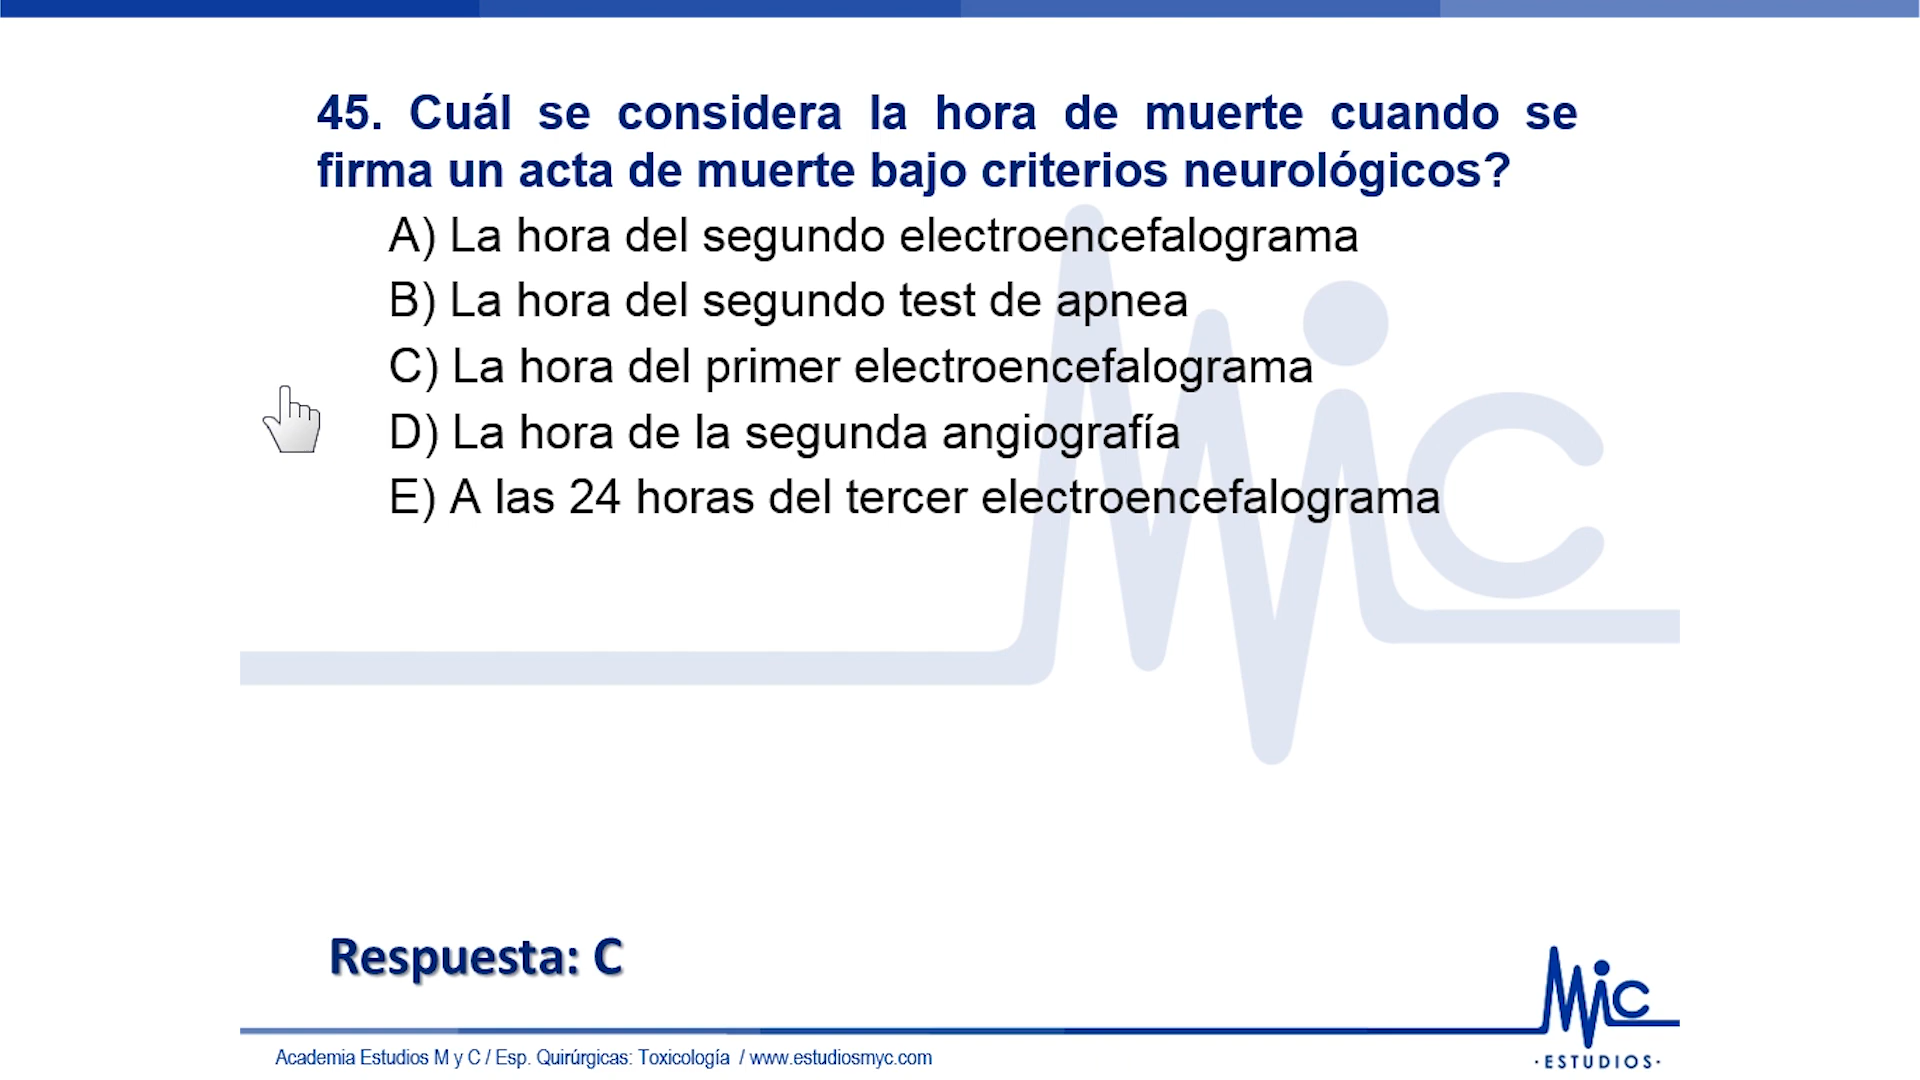 45. Cuál se considera la hora de muerte cuando se
firma un acta de muerte bajo criterios neurológicos?
A) La hora del segundo electroencefalograma
B) La hora del segundo test de apnea
C) La hora del primer electroencefalograma
D) La hora de la segunda angiografía
E) A las 24 horas del tercer electroencefalograma
MiC
Respuesta: C
MiC
·ESTUDIOS·
Academia Estudios M y C / Esp. Quirúrgicas: Toxicología / www.estudiosmyc.com